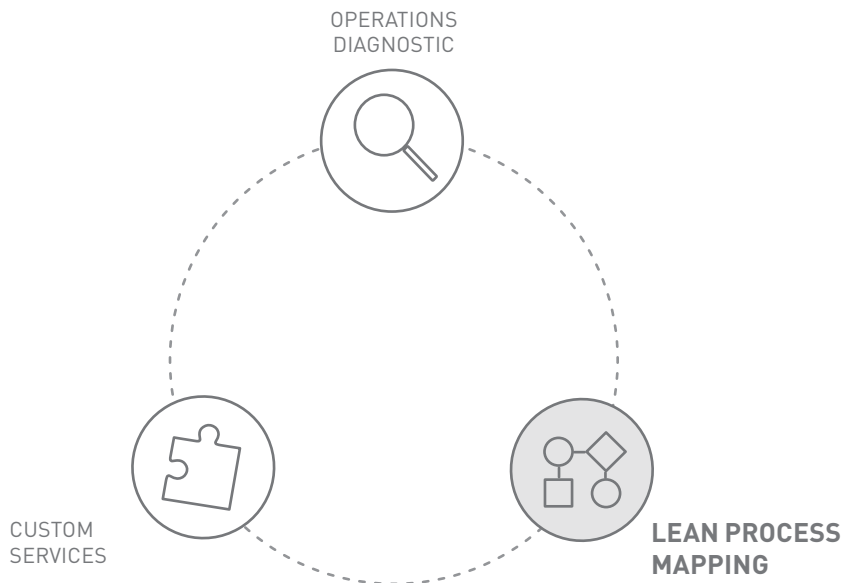 OPERATIONS
DIAGNOSTIC
CUSTOM
SERVICES
LEAN PROCESS
MAPPING